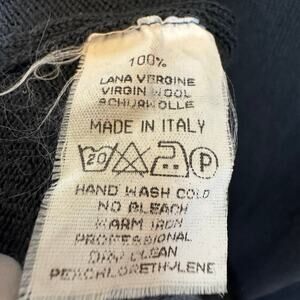 100%
LANA VERGINE
VIRGIN WOOL
SCHURWOLLE
MADE IN ITALY
20 P
HAND WASH COLD
NO BLEACH
WARM IRON
PROFESSIONAL
DRY CLEAN
PERCHLORETHYLENE